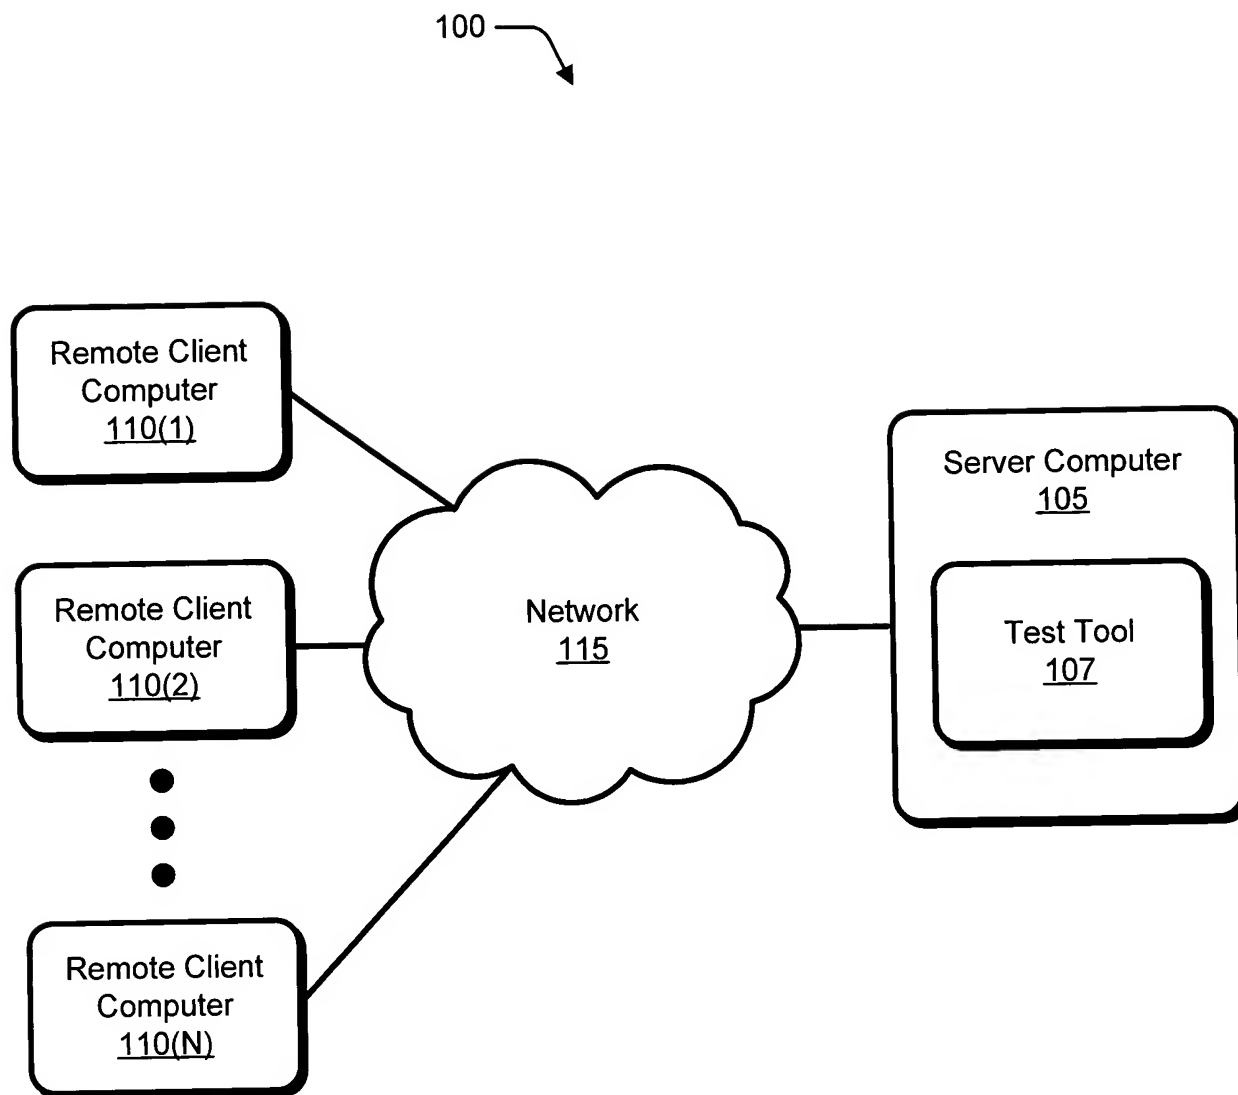 100
Remote Client
Computer
110(1)
Remote Client
Computer
110(2)
Remote Client
Computer
110(N)
Network
115
Server Computer
105
Test Tool
107